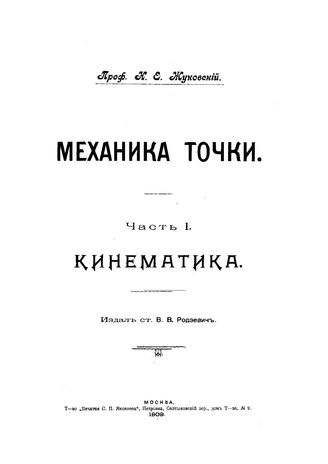 Проф. Н. Е. Жуковскій.
МЕХАНИКА ТОЧКИ.
Часть I.
КИНЕМАТИКА.
Издалъ ст. В. В. Родзевичъ.
МОСКВА.
Т-во „Печатня С. П. Яковлева“, Петровка, Салтыковскій пер., домъ Т-ва, № 9.
1909.